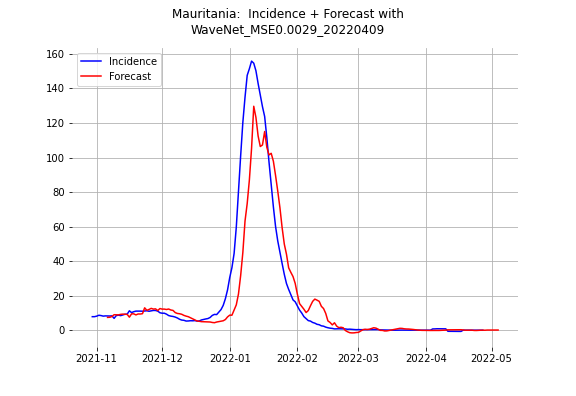 Mauritania:  Incidence + Forecast with
WaveNet_MSE0.0029_20220409
Incidence
Forecast
160
140
120
100
80
60
40
20
0
2021-11 2021-12 2022-01 2022-02 2022-03 2022-04 2022-05